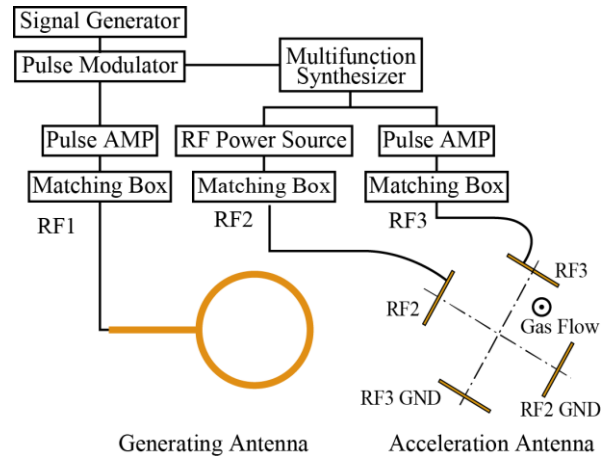 Signal Generator
Pulse Modulator
Multifunction
Synthesizer
Pulse AMP
RF Power Source
Pulse AMP
Matching Box
Matching Box
Matching Box
RF1
RF2
RF3
RF3
RF2
Gas Flow
RF3 GND
RF2 GND
Generating Antenna
Acceleration Antenna